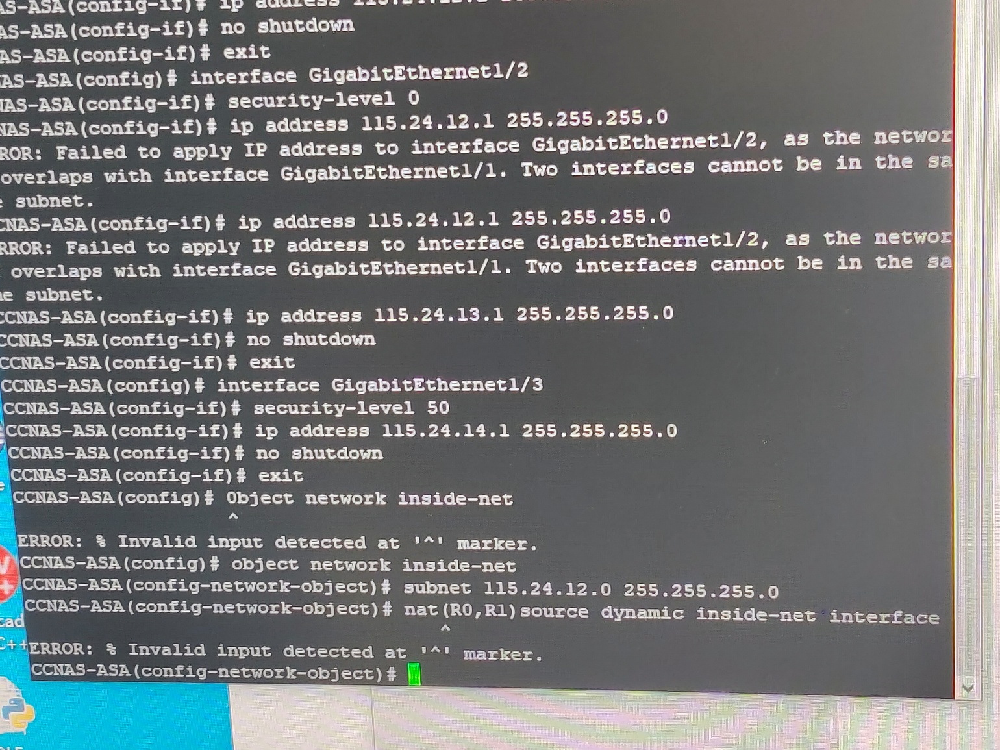 AS-ASA(config-if)# ip address
AS-ASA(config-if)# no shutdown
AS-ASA(config-if)# exit
AS-ASA(config)# interface GigabitEthernet1/2
AS-ASA(config-if)# security-level 0
NAS-ASA(config-if)# ip address 115.24.12.1 255.255.255.0
ROR: Failed to apply IP address to interface GigabitEthernet1/2, as the networ
overlaps with interface GigabitEthernet1/1. Two interfaces cannot be in the sa
e subnet.
CNAS-ASA(config-if)# ip address 115.24.12.1 255.255.255.0
RROR: Failed to apply IP address to interface GigabitEthernet1/2, as the networ
overlaps with interface GigabitEthernet1/1. Two interfaces cannot be in the sa
me subnet.
CCNAS-ASA(config-if)# ip address 115.24.13.1 255.255.255.0
CCNAS-ASA(config-if)# no shutdown
CCNAS-ASA(config-if)# exit
CCNAS-ASA(config)# interface GigabitEthernet1/3
CCNAS-ASA(config-if)# security-level 50
CCNAS-ASA(config-if)# ip address 115.24.14.1 255.255.255.0
CCNAS-ASA(config-if)# no shutdown
CCNAS-ASA(config-if)# exit
CCNAS-ASA(config)# Object network inside-net
^
ERROR: % Invalid input detected at '^' marker.
CCNAS-ASA(config)# object network inside-net
CCNAS-ASA(config-network-object)# subnet 115.24.12.0 255.255.255.0
CCNAS-ASA(config-network-object)# nat(R0,R1)source dynamic inside-net interface
^
ERROR: % Invalid input detected at '^' marker.
CCNAS-ASA(config-network-object)#
C++